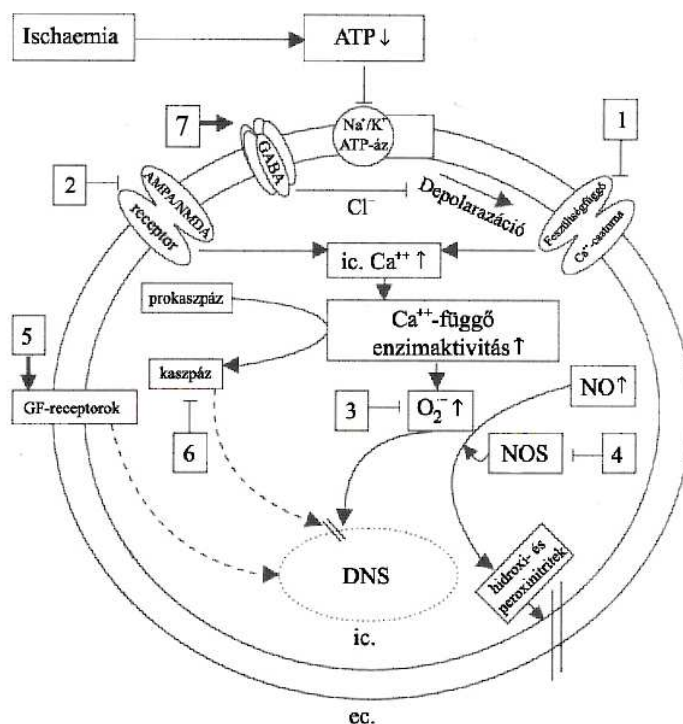 Ischaemia
ATP↓
7
1
Na⁺/K⁺
ATP-áz
GABA
2
AMPA/NMDA
receptor
Cl⁻
Depolarazáció
Feszültségfüggő
Ca⁺⁺-csatorna
ic. Ca⁺⁺ ↑
prokaszpáz
Ca⁺⁺-függő
enzimaktivitás↑
5
kaszpáz
NO↑
3
O₂⁻ ↑
GF-receptorok
6
NOS
4
DNS
hidroxi- és
peroxinitritek
ic.
ec.